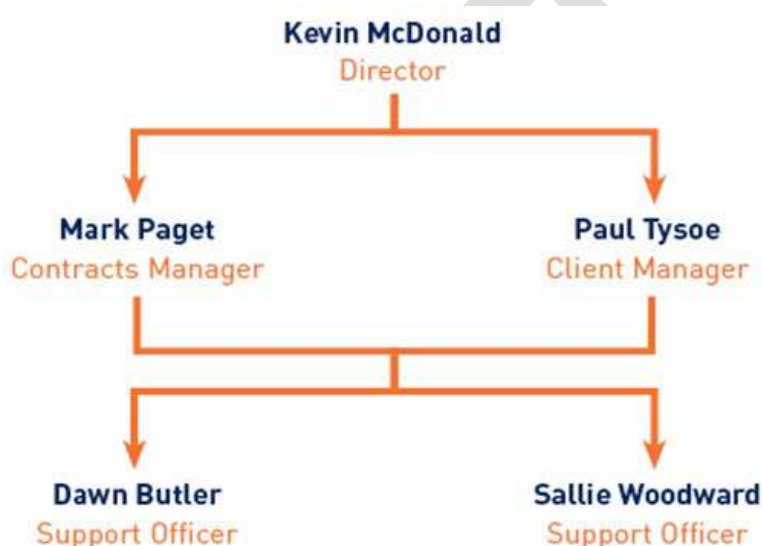 Kevin McDonald
Director
Mark Paget
Contracts Manager
Paul Tysoe
Client Manager
Dawn Butler
Support Officer
Sallie Woodward
Support Officer